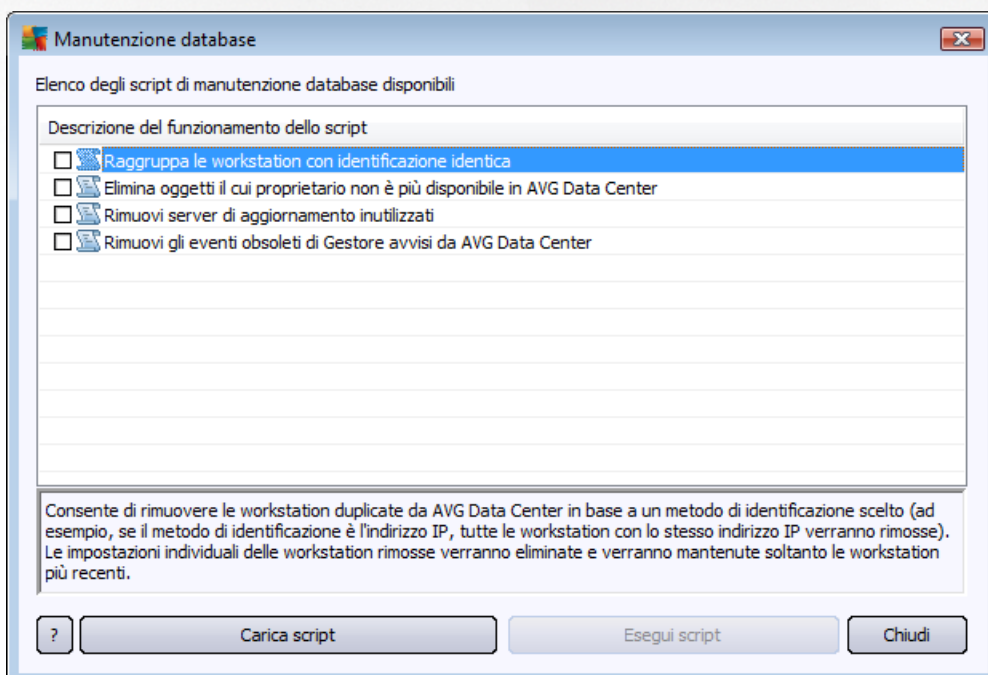 Manutenzione database
Elenco degli script di manutenzione database disponibili
Descrizione del funzionamento dello script
Raggruppa le workstation con identificazione identica
Elimina oggetti il cui proprietario non è più disponibile in AVG Data Center
Rimuovi server di aggiornamento inutilizzati
Rimuovi gli eventi obsoleti di Gestore avvisi da AVG Data Center
Consente di rimuovere le workstation duplicate da AVG Data Center in base a un metodo di identificazione scelto (ad
esempio, se il metodo di identificazione è l'indirizzo IP, tutte le workstation con lo stesso indirizzo IP verranno rimosse).
Le impostazioni individuali delle workstation rimosse verranno eliminate e verranno mantenute soltanto le workstation
più recenti.
? Carica script Esegui script Chiudi